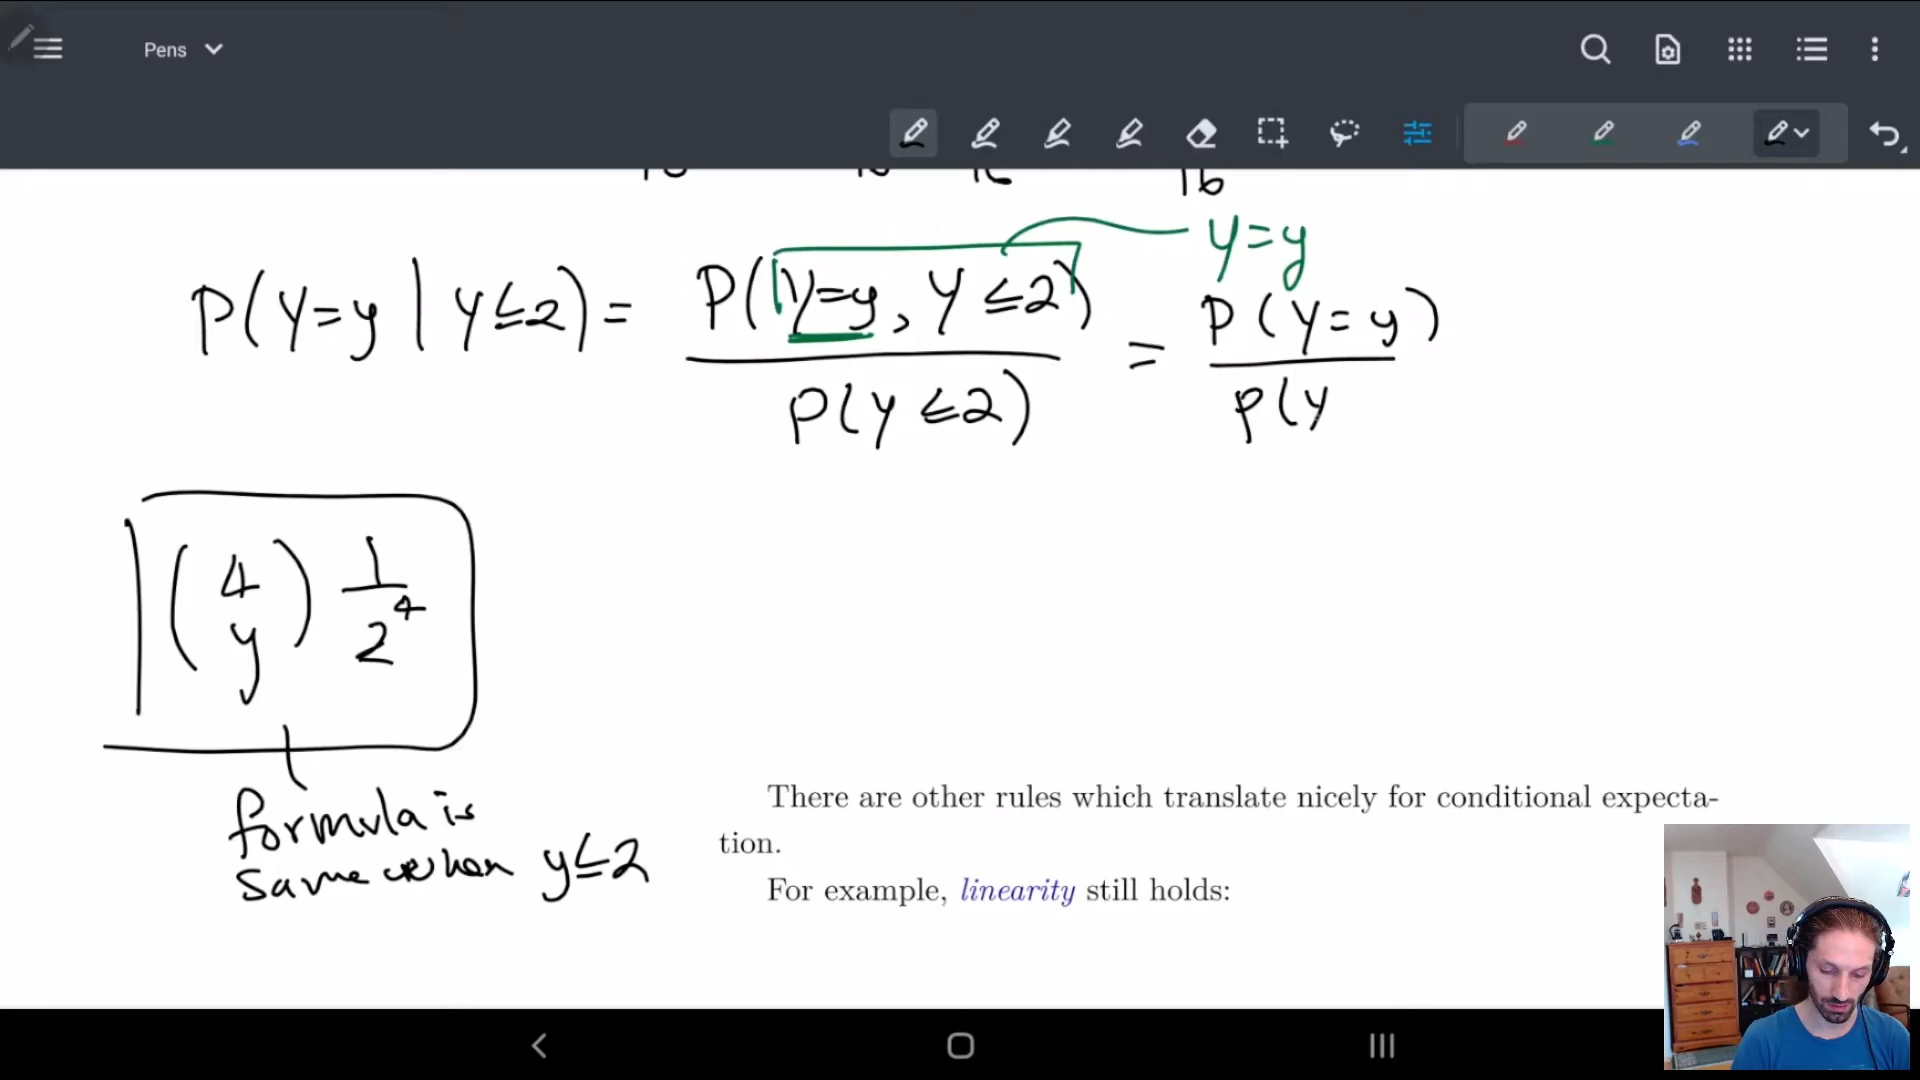 Pens
16
Y=y
P(Y=y | Y≤2) = P(Y=y, Y≤2) / P(Y≤2) = P(Y=y) / P(Y
(4 y) 1/2^4
formula is
same when y≤2
There are other rules which translate nicely for conditional expecta-
tion.
For example, linearity still holds: